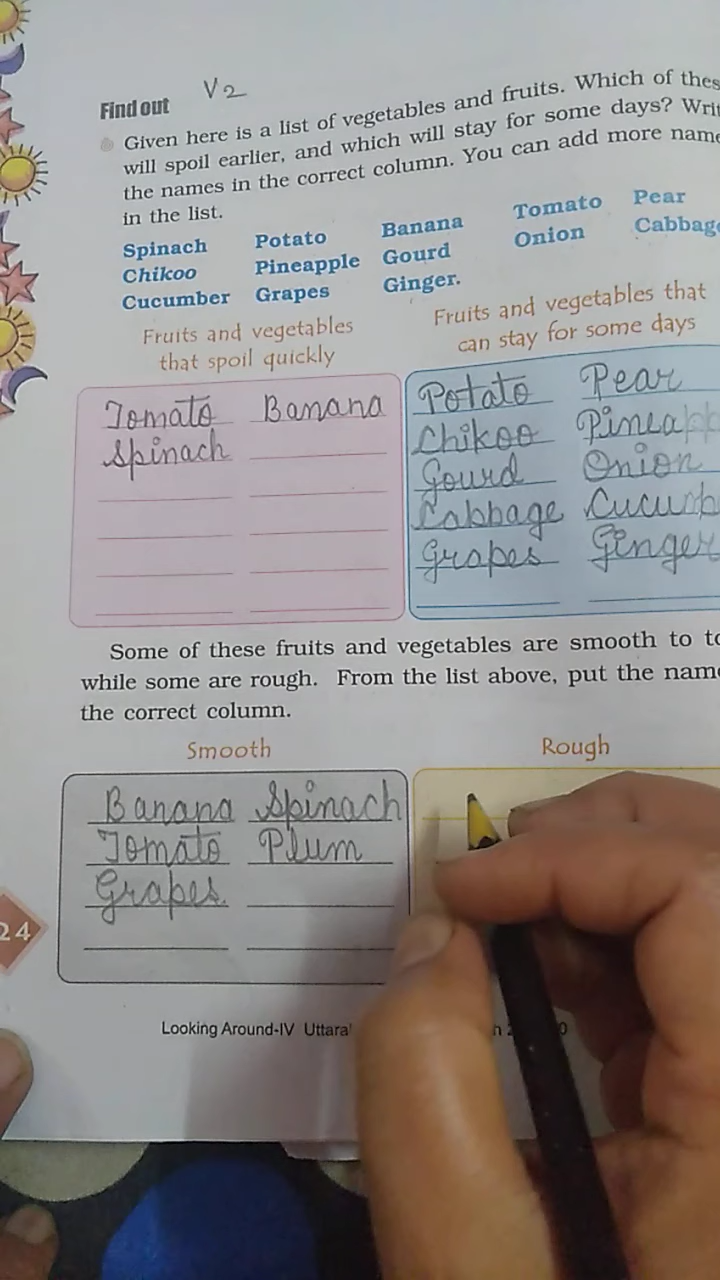 V2
Find out
Given here is a list of vegetables and fruits. Which of thes
will spoil earlier, and which will stay for some days? Writ
the names in the correct column. You can add more name
in the list.
Spinach Potato Banana Tomato Pear
Chikoo Pineapple Gourd Onion Cabbage
Cucumber Grapes Ginger.
Fruits and vegetables that spoil quickly
Fruits and vegetables that can stay for some days
Tomato Banana
Spinach
Potato Pear
Chikoo Pineapp
Gourd Onion
Cabbage Cucumb
Grapes Ginger
Some of these fruits and vegetables are smooth to to
while some are rough. From the list above, put the name
the correct column.
Smooth
Rough
Banana Spinach
Tomato Plum
Grapes.
24
Looking Around-IV Uttara